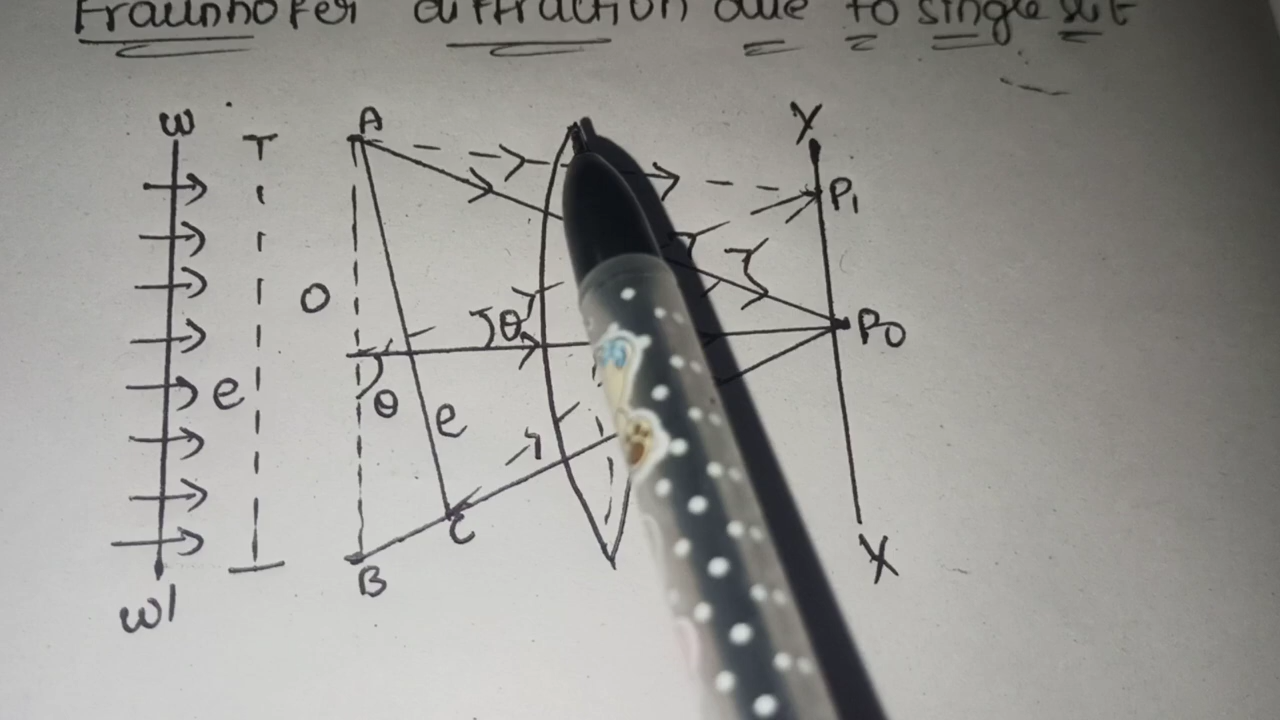 Fraunhofer diffraction due to single slit
W
A
Y
P1
O
θ
P0
e
θ
e
C
B
X
W1